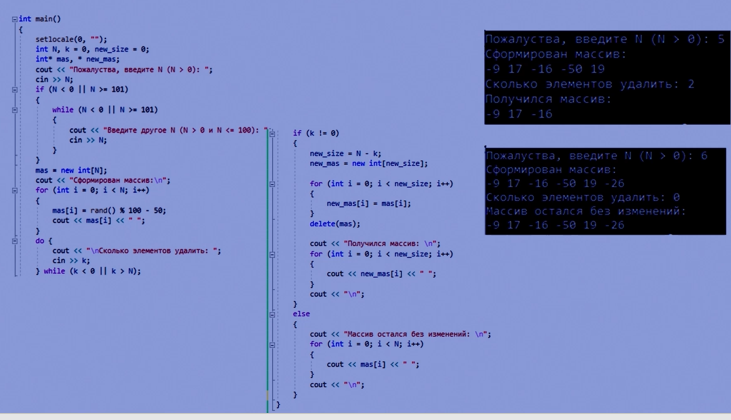 int main()
{
setlocale(0, "");
int N, k = 0, new_size = 0;
int* mas, * new_mas;
cout << "Пожалуства, введите N (N > 0): ";
cin >> N;
if (N < 0 || N >= 101)
{
while (N < 0 || N >= 101)
{
cout << "Введите другое N (N > 0 и N <= 100): ";
cin >> N;
}
}
mas = new int[N];
cout << "Сформирован массив:\n";
for (int i = 0; i < N; i++)
{
mas[i] = rand() % 100 - 50;
cout << mas[i] << " ";
}
do {
cout << "\nСколько элементов удалить: ";
cin >> k;
} while (k < 0 || k > N);
if (k != 0)
{
new_size = N - k;
new_mas = new int[new_size];
for (int i = 0; i < new_size; i++)
{
new_mas[i] = mas[i];
}
delete(mas);
cout << "Получился массив: \n";
for (int i = 0; i < new_size; i++)
{
cout << new_mas[i] << " ";
}
cout << "\n";
}
else
{
cout << "Массив остался без изменений: \n";
for (int i = 0; i < N; i++)
{
cout << mas[i] << " ";
}
cout << "\n";
}
}
Пожалуства, введите N (N > 0): 5
Сформирован массив:
-9 17 -16 -50 19
Сколько элементов удалить: 2
Получился массив:
-9 17 -16
Пожалуства, введите N (N > 0): 6
Сформирован массив:
-9 17 -16 -50 19 -26
Сколько элементов удалить: 0
Массив остался без изменений:
-9 17 -16 -50 19 -26